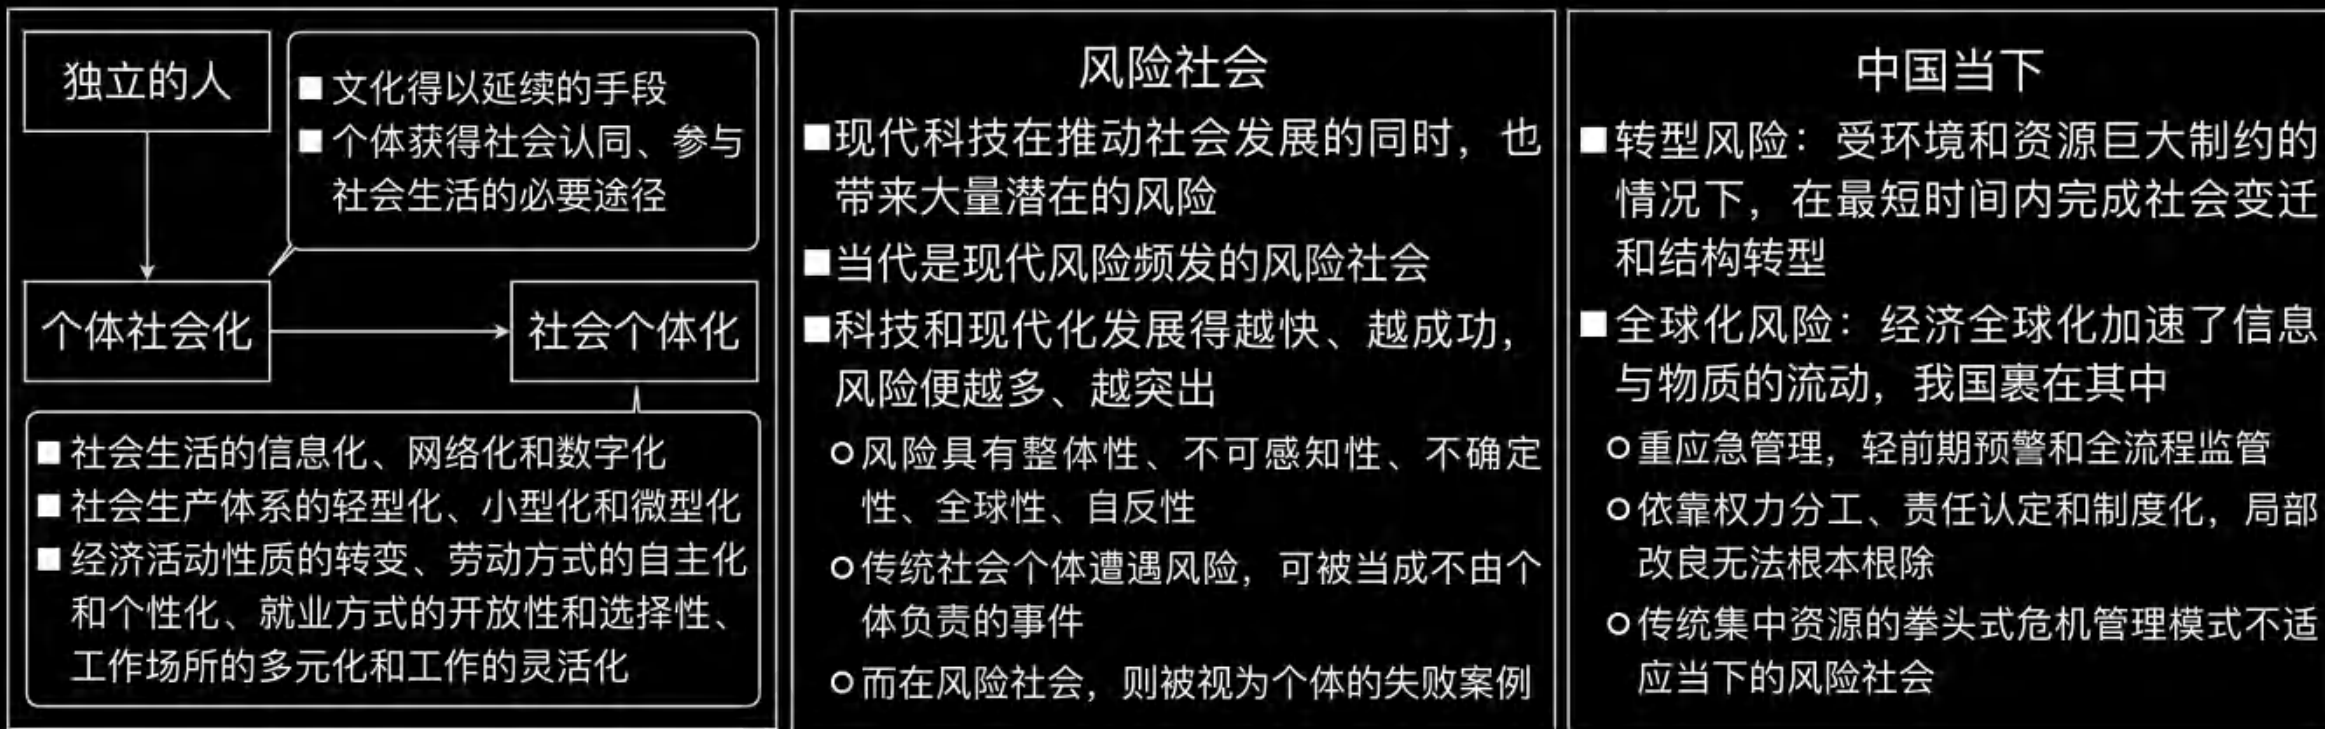 独立的人
■ 文化得以延续的手段
■ 个体获得社会认同、参与
社会生活的必要途径
个体社会化
社会个体化
■ 社会生活的信息化、网络化和数字化
■ 社会生产体系的轻型化、小型化和微型化
■ 经济活动性质的转变、劳动方式的自主化
和个性化、就业方式的开放性和选择性、
工作场所的多元化和工作的灵活化
风险社会
■现代科技在推动社会发展的同时，也
带来大量潜在的风险
■当代是现代风险频发的风险社会
■科技和现代化发展得越快、越成功，
风险便越多、越突出
○风险具有整体性、不可感知性、不确定
性、全球性、自反性
○传统社会个体遭遇风险，可被当成不由个
体负责的事件
○而在风险社会，则被视为个体的失败案例
中国当下
■转型风险：受环境和资源巨大制约的
情况下，在最短时间内完成社会变迁
和结构转型
■全球化风险：经济全球化加速了信息
与物质的流动，我国裹在其中
○重应急管理，轻前期预警和全流程监管
○依靠权力分工、责任认定和制度化，局部
改良无法根本根除
○传统集中资源的拳头式危机管理模式不适
应当下的风险社会